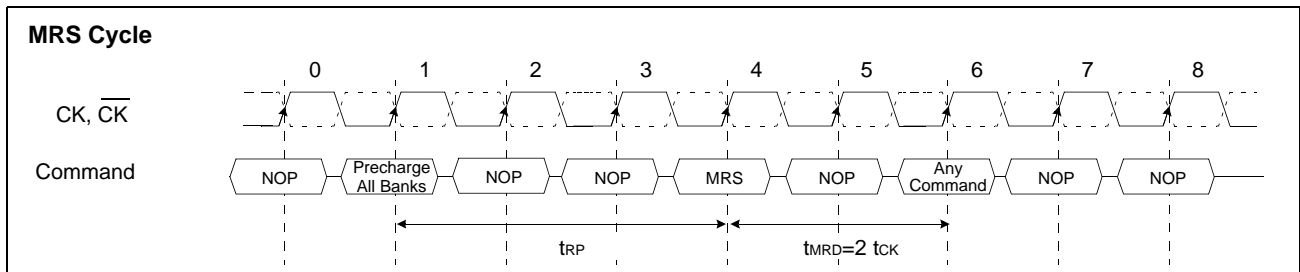 MRS Cycle
0 1 2 3 4 5 6 7 8
CK, C̅K̅
Command
NOP
Precharge
All Banks
NOP
NOP
MRS
NOP
Any
Command
NOP
NOP
tRP
tMRD=2 tCK